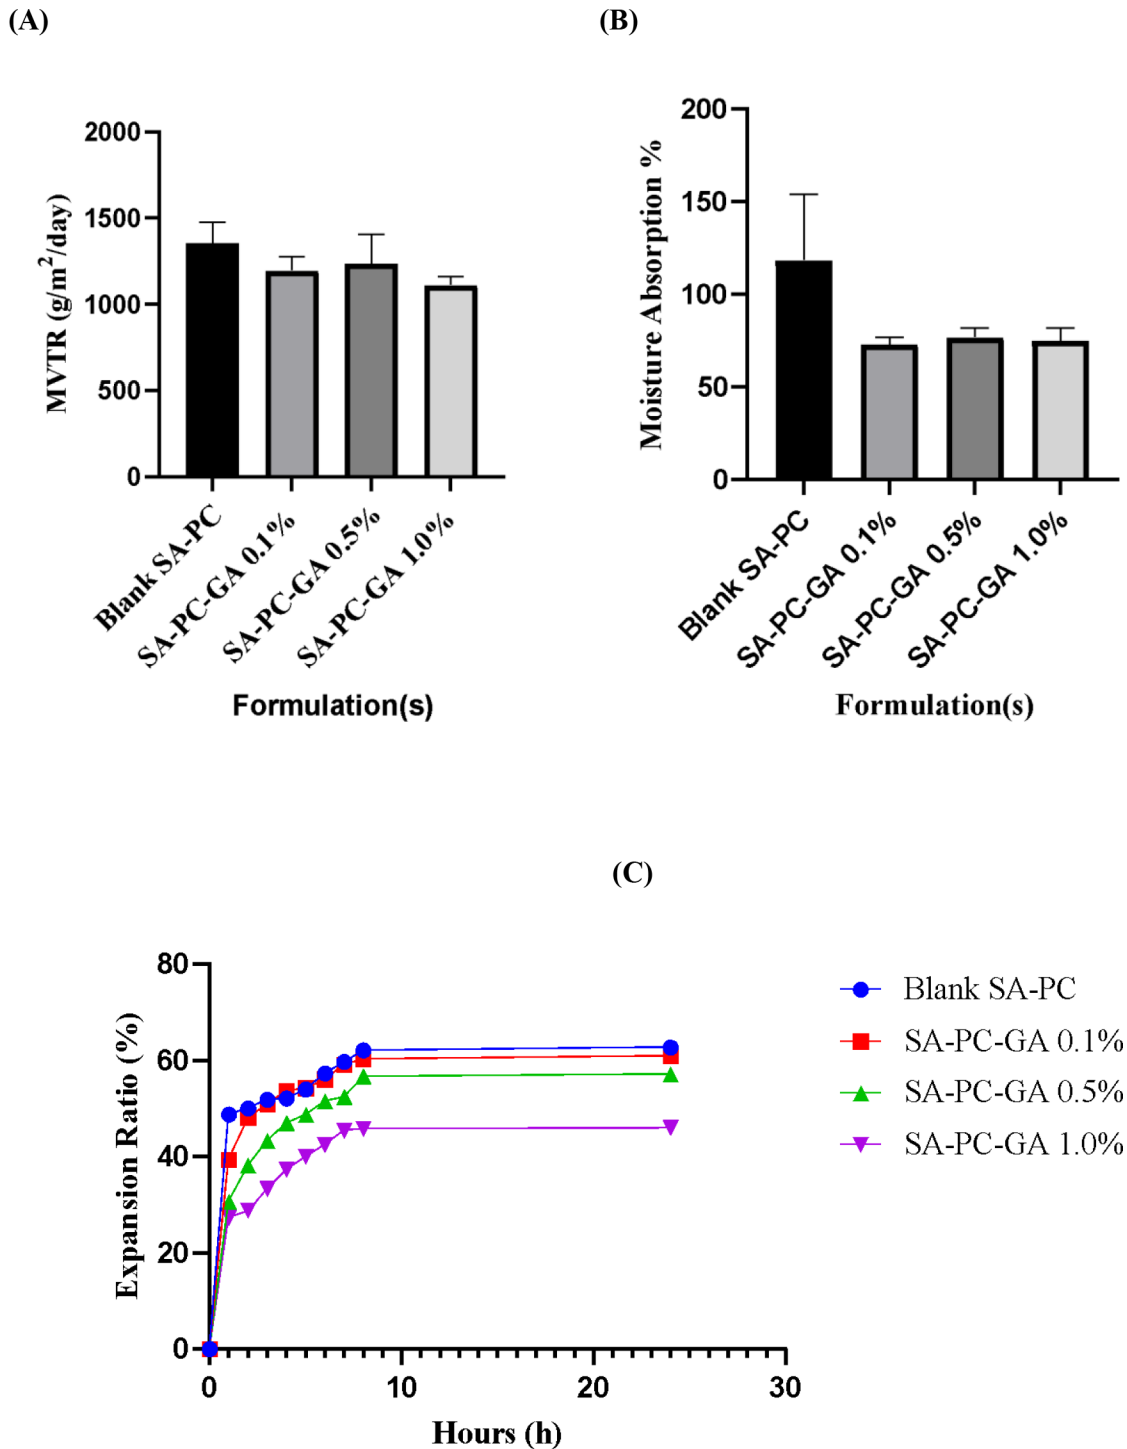 (A)
(B)
2000
1500
1000
500
0
MVTR (g/m²/day)
Blank SA-PC
SA-PC-GA 0.1%
SA-PC-GA 0.5%
SA-PC-GA 1.0%
Formulation(s)
200
150
100
50
0
Moisture Absorption %
Blank SA-PC
SA-PC-GA 0.1%
SA-PC-GA 0.5%
SA-PC-GA 1.0%
Formulation(s)
(C)
80
60
40
20
0
Expansion Ratio (%)
0 10 20 30
Hours (h)
Blank SA-PC
SA-PC-GA 0.1%
SA-PC-GA 0.5%
SA-PC-GA 1.0%